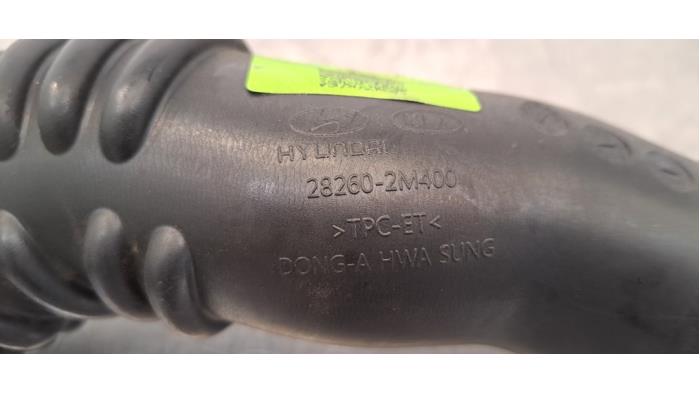 HYUNDAI
28260-2M400
>TPC-ET<
DONG-A HWA SUNG